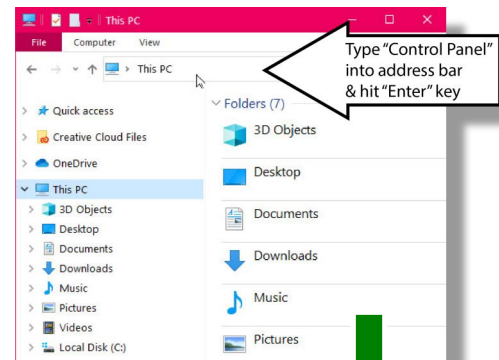 This PC
File Computer View
This PC
Type “Control Panel”
into address bar
& hit “Enter” key
Quick access
Creative Cloud Files
OneDrive
This PC
3D Objects
Desktop
Documents
Downloads
Music
Pictures
Videos
Local Disk (C:)
Folders (7)
3D Objects
Desktop
Documents
Downloads
Music
Pictures